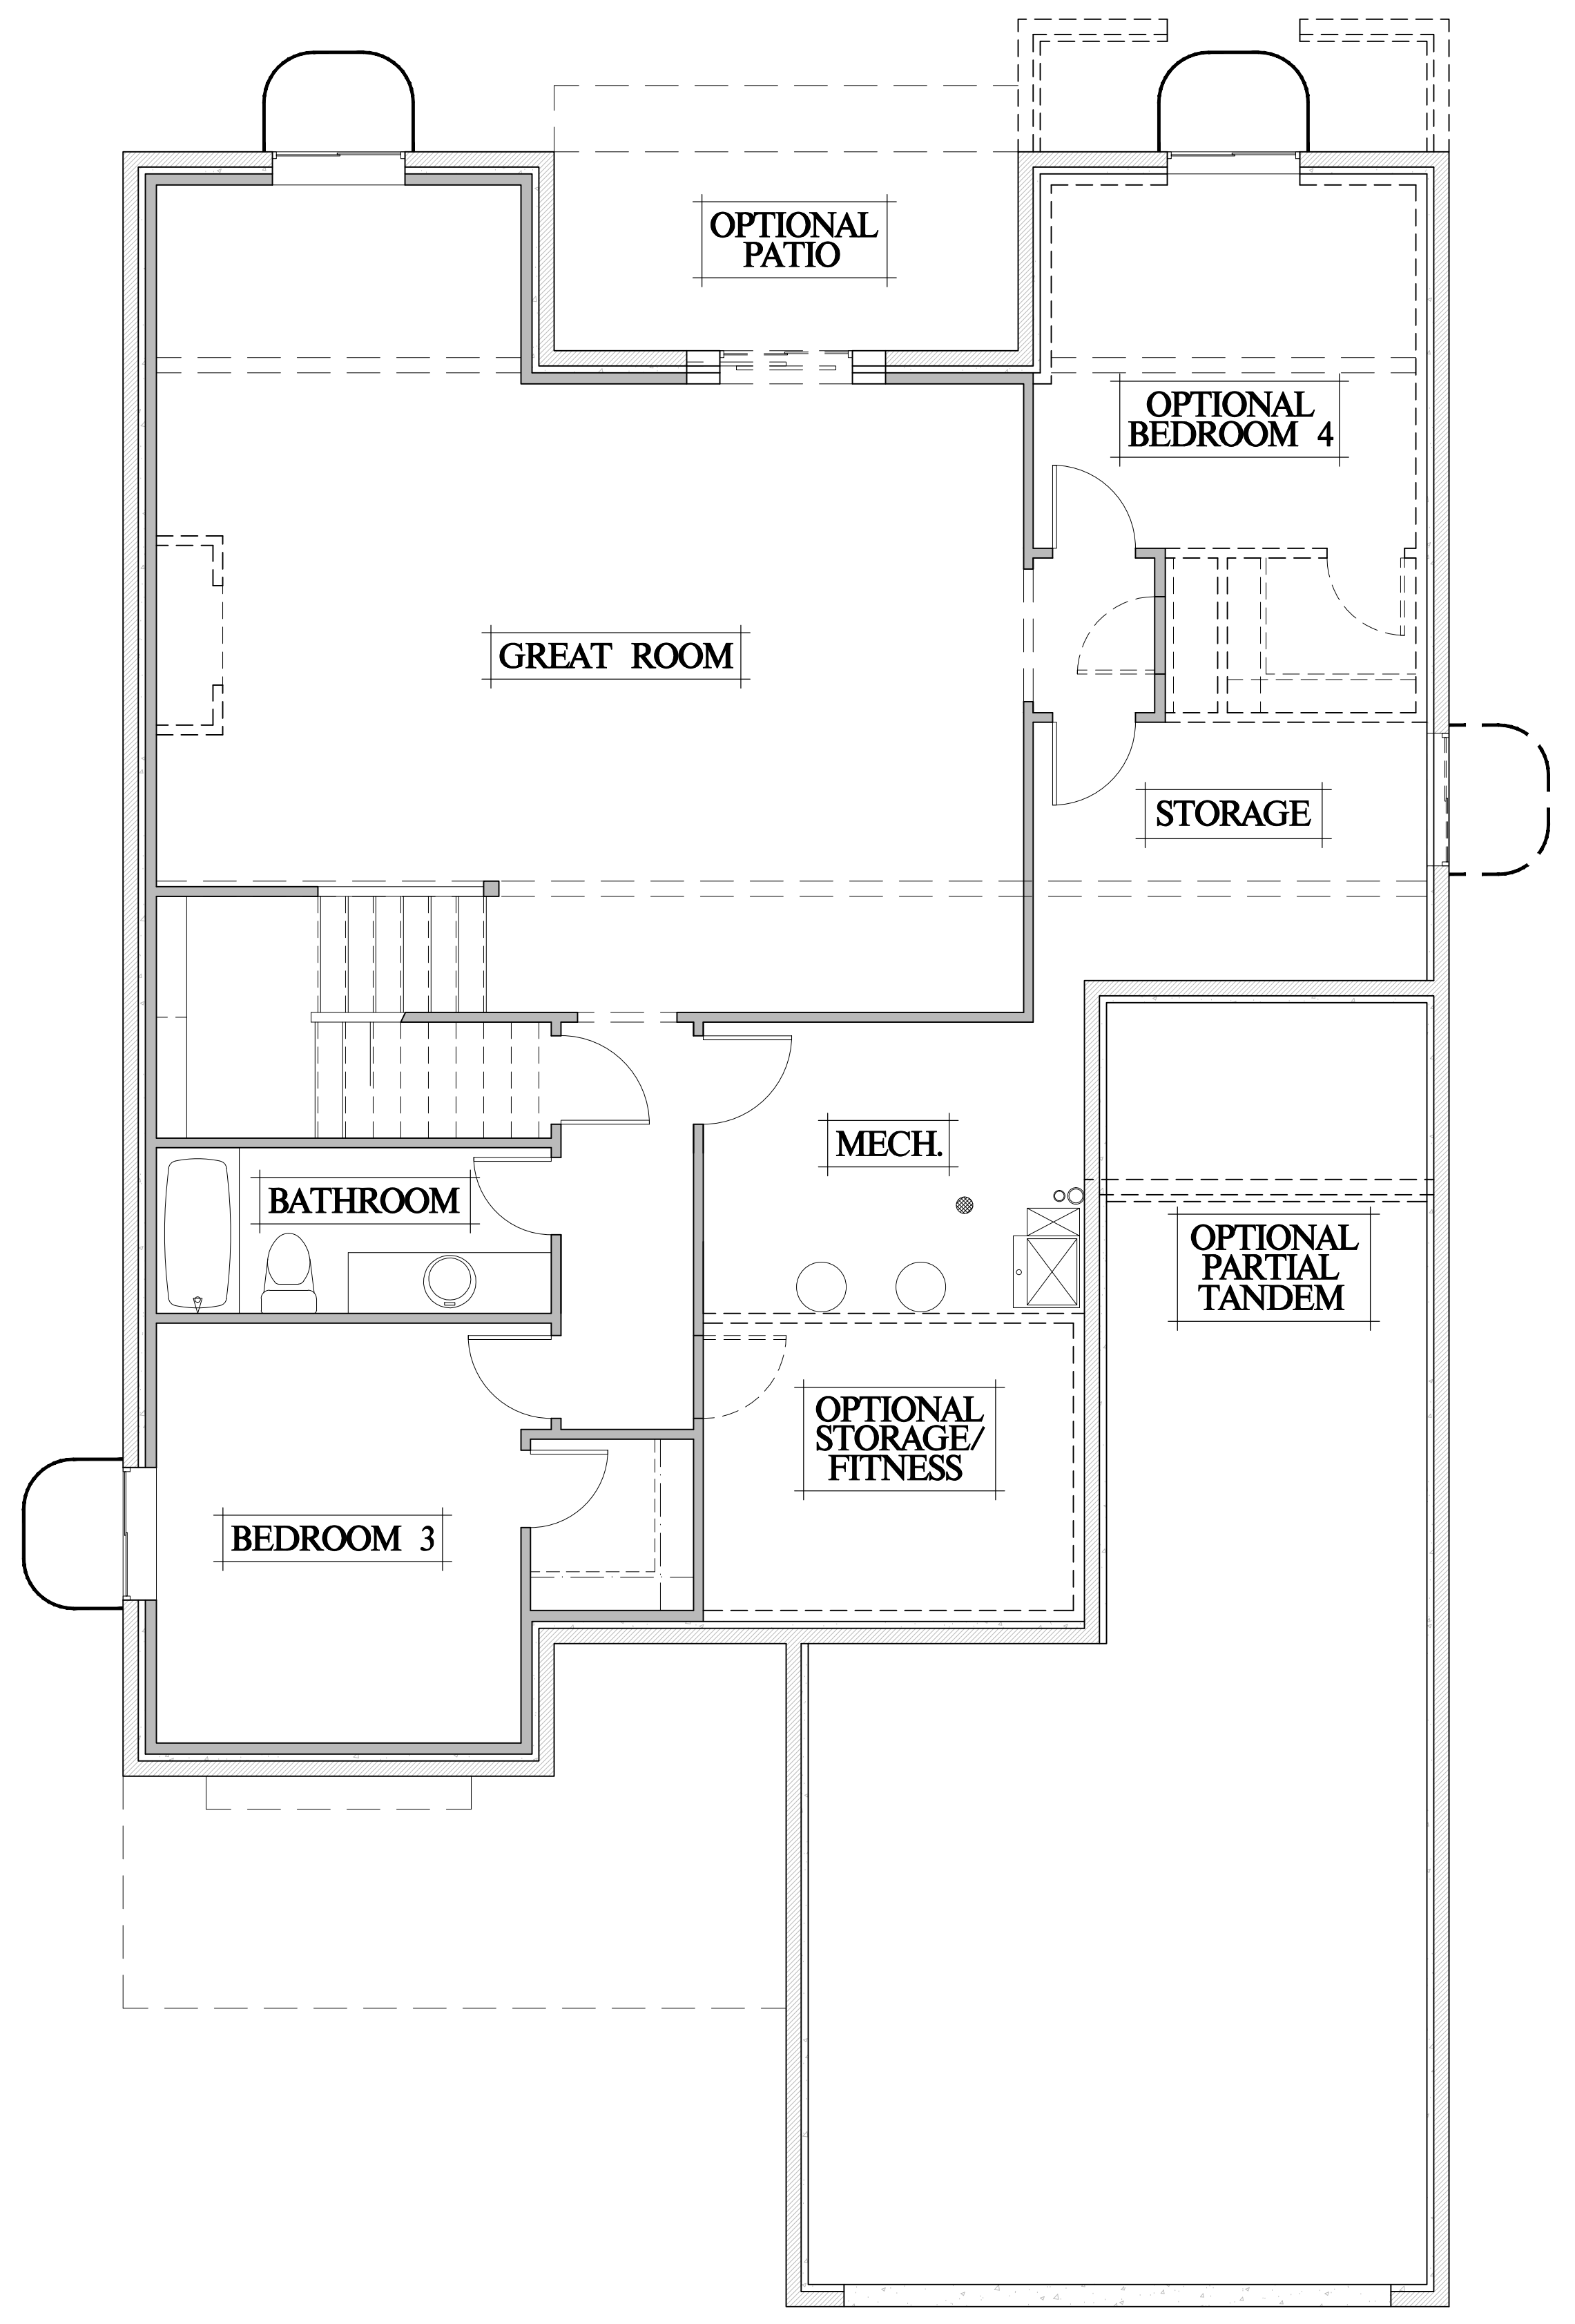 OPTIONAL
PATIO
OPTIONAL
BEDROOM 4
GREAT ROOM
STORAGE
MECH.
BATHROOM
OPTIONAL
PARTIAL
TANDEM
OPTIONAL
STORAGE/
FITNESS
BEDROOM 3